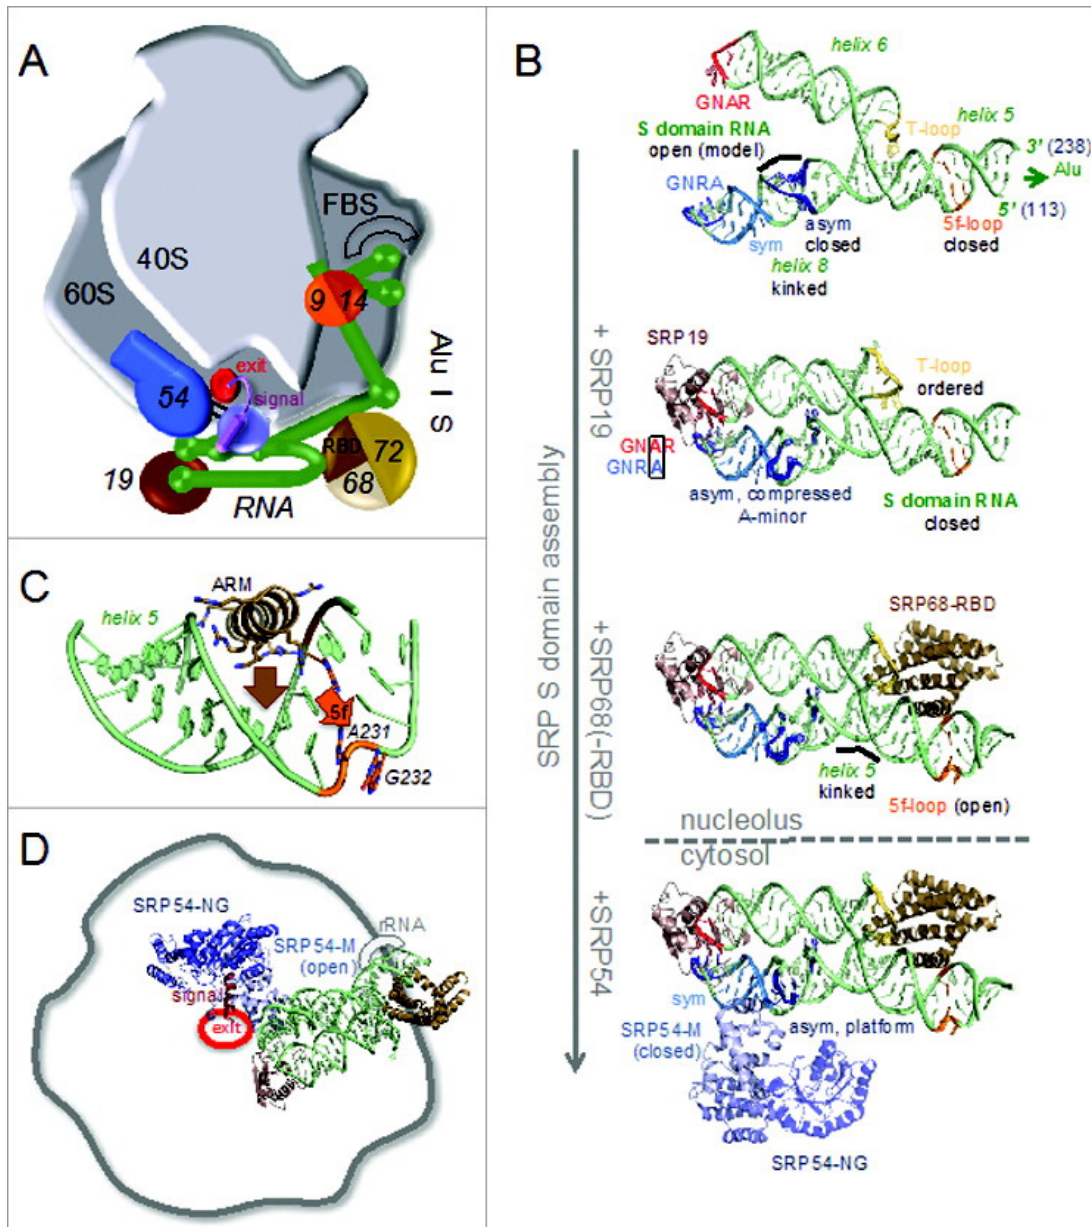 A
FBS
40S
60S
9 14
exit
signal
54
Alu I S
RBD
72
68
19
RNA
B
helix 6
GNAR
helix 5
T-loop
S domain RNA
open (model)
3' (238)
Alu
5' (113)
GNRA
asym
closed
sym
5f-loop
closed
helix 8
kinked
SRP S domain assembly
+ SRP19
SRP19
T-loop
ordered
GNAR
GNRA
asym, compressed
A-minor
S domain RNA
closed
+SRP68(-RBD)
SRP68-RBD
helix 5
kinked
5f-loop (open)
nucleolus
cytosol
+SRP54
sym
SRP54-M
(closed)
asym, platform
SRP54-NG
C
ARM
helix 5
5f
A231
G232
D
SRP54-NG
rRNA
SRP54-M
(open)
signal
exit